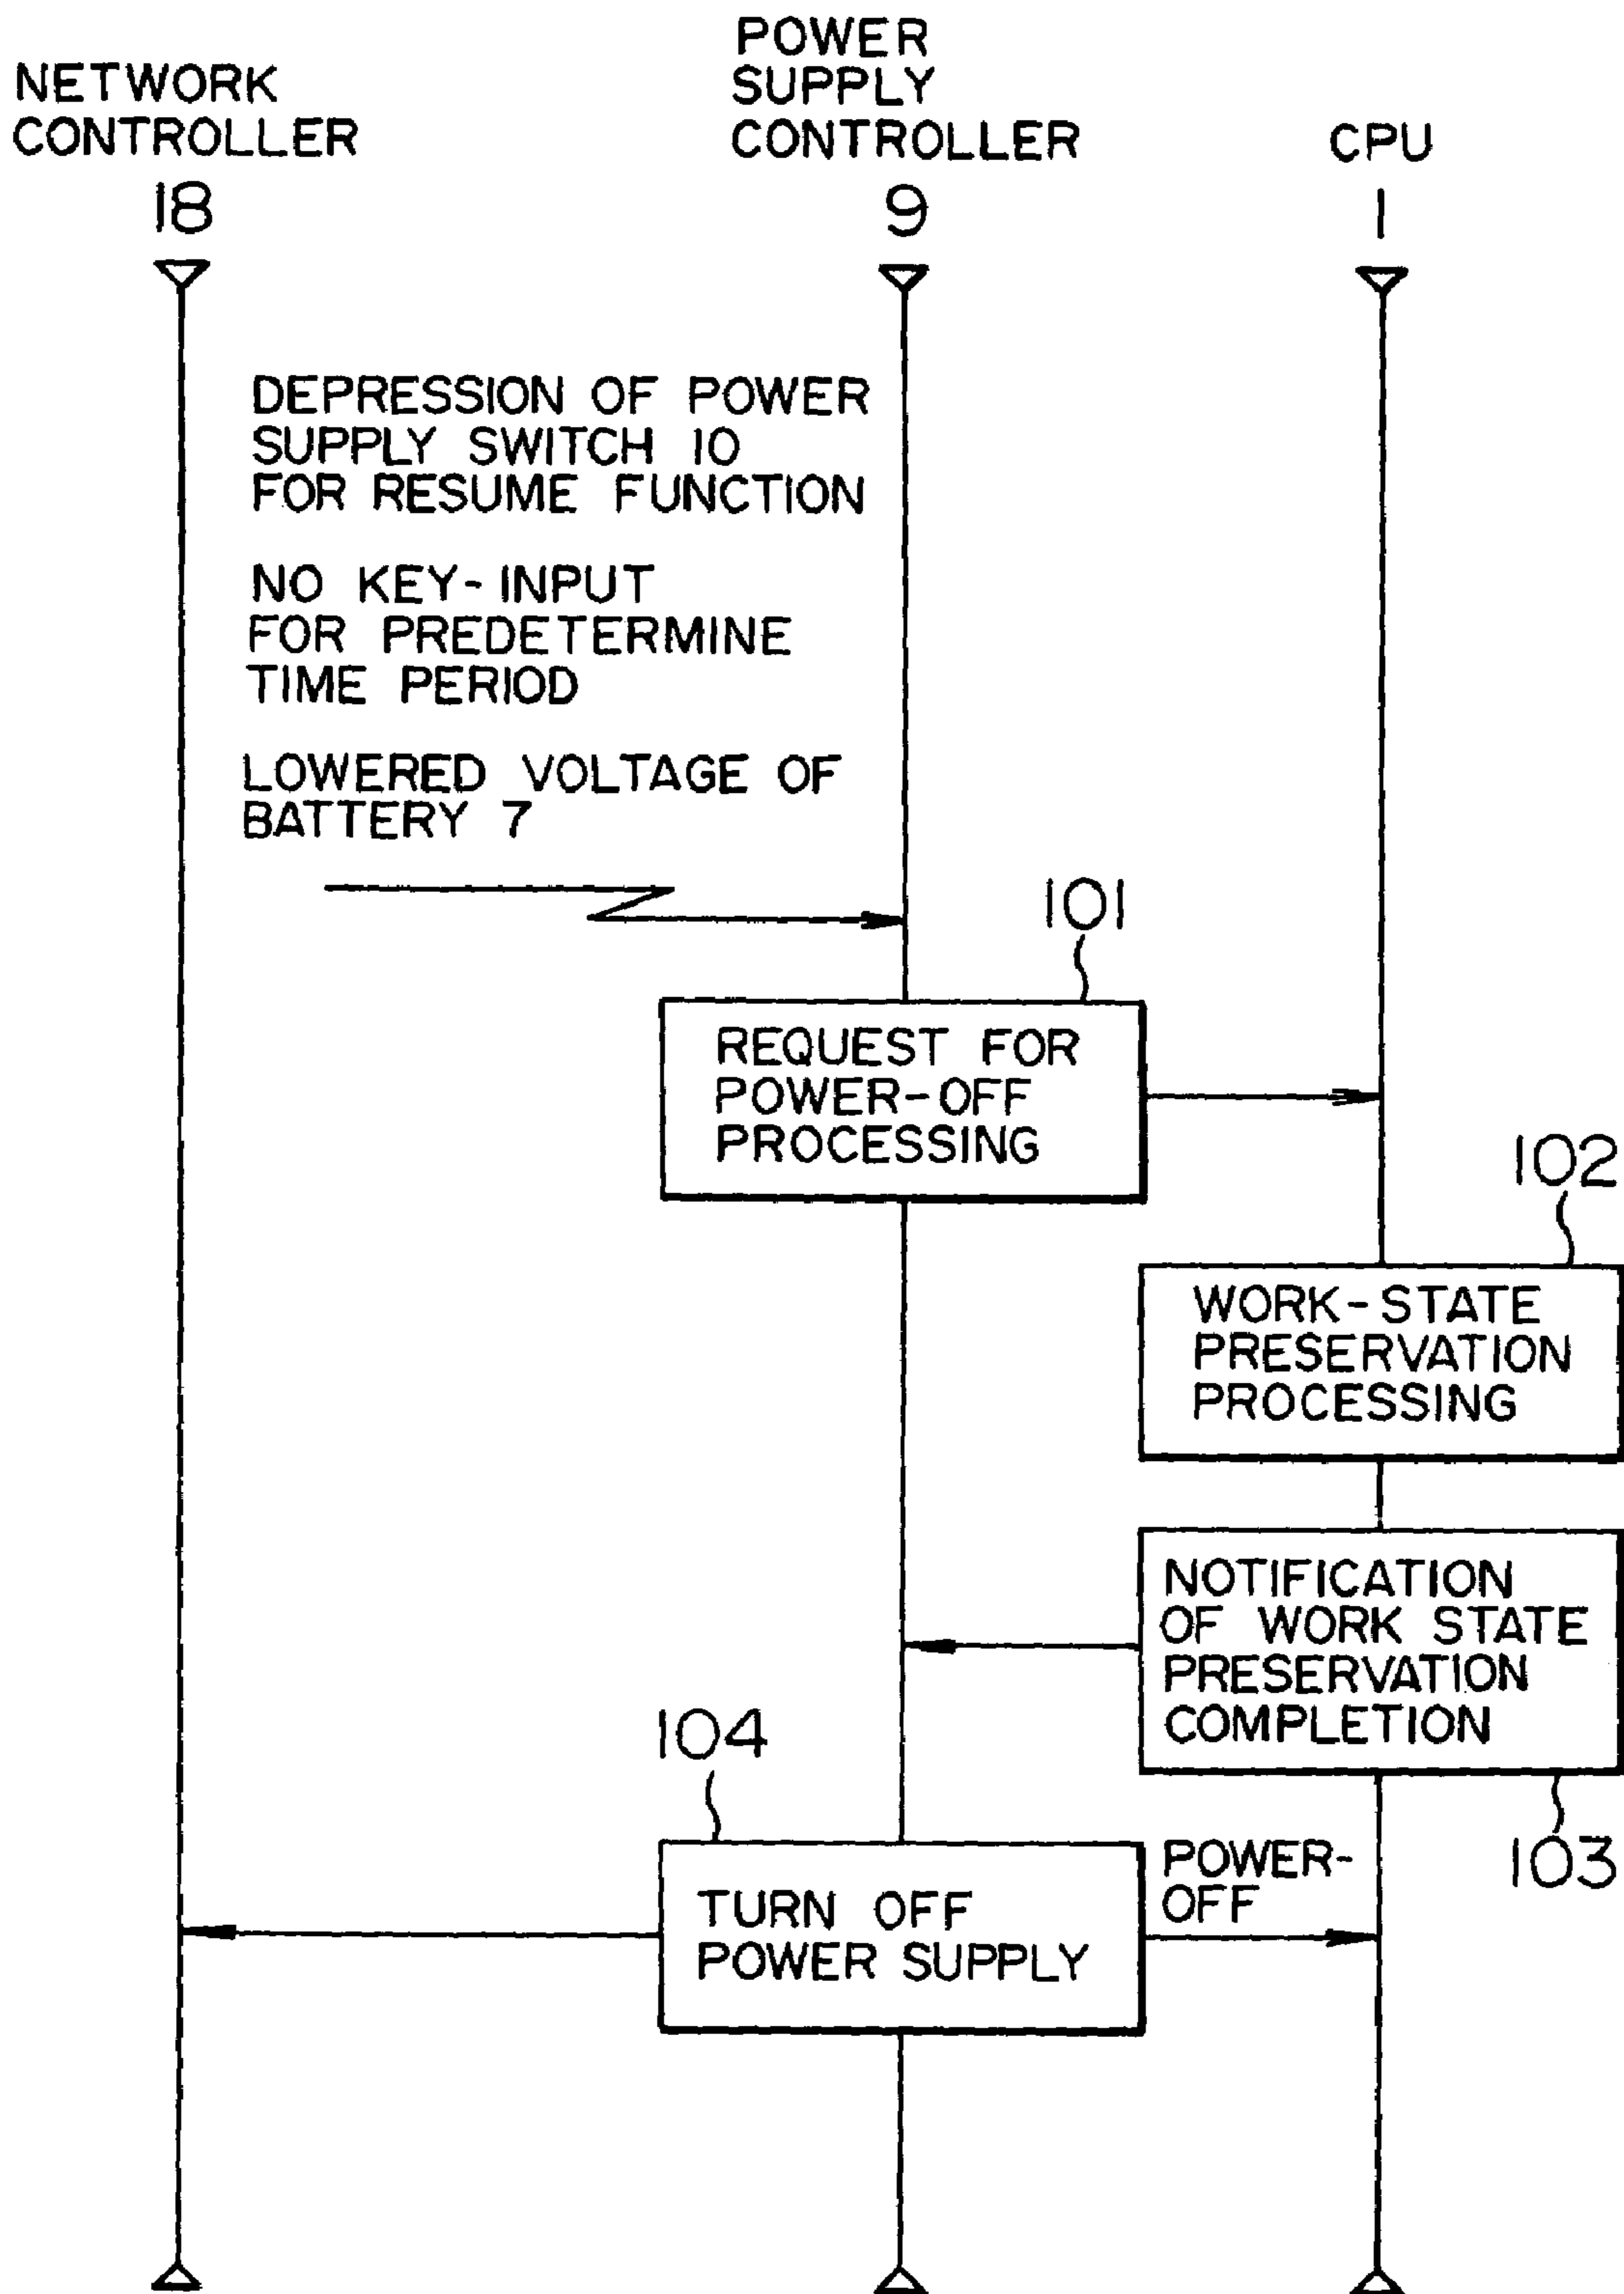 NETWORK
CONTROLLER
18
POWER
SUPPLY
CONTROLLER
9
CPU
1
DEPRESSION OF POWER
SUPPLY SWITCH 10
FOR RESUME FUNCTION
NO KEY-INPUT
FOR PREDETERMINE
TIME PERIOD
LOWERED VOLTAGE OF
BATTERY 7
101
REQUEST FOR
POWER-OFF
PROCESSING
102
WORK-STATE
PRESERVATION
PROCESSING
NOTIFICATION
OF WORK STATE
PRESERVATION
COMPLETION
103
104
TURN OFF
POWER SUPPLY
POWER-
OFF